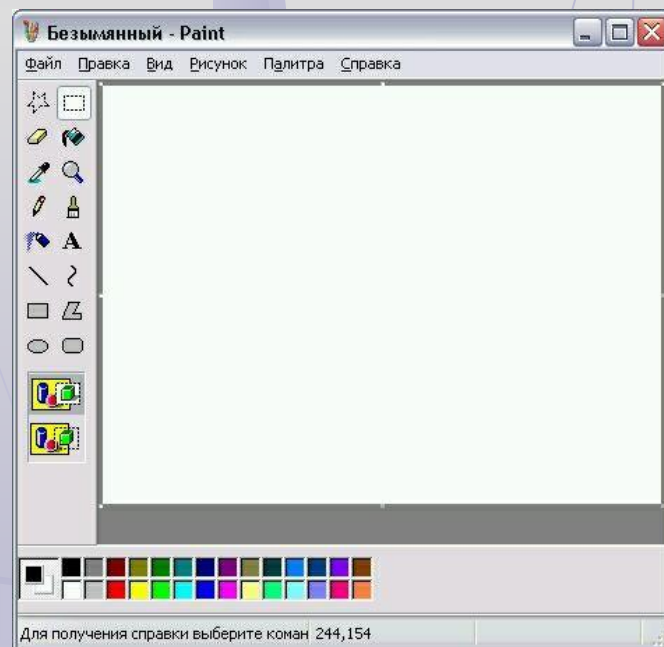 Безымянный - Paint
Файл Правка Вид Рисунок Палитра Справка
A
Для получения справки выберите коман 244,154